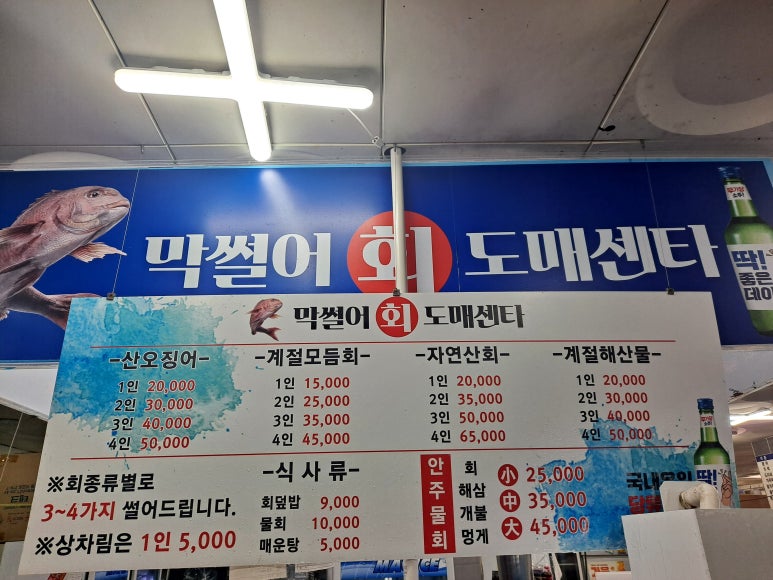 막썰어 회 도매센타
무가당
소주!
딱!
좋은
데이
막썰어 회 도매센타
-산오징어-
1인 20,000
2인 30,000
3인 40,000
4인 50,000
-계절모듬회-
1인 15,000
2인 25,000
3인 35,000
4인 45,000
-자연산회-
1인 20,000
2인 35,000
3인 50,000
4인 65,000
-계절해산물-
1인 20,000
2인 30,000
3인 40,000
4인 50,000
※회종류별로
3~4가지 썰어드립니다.
※상차림은 1인 5,000
-식사류-
회덮밥 9,000
물회 10,000
매운탕 5,000
안주물회
회
해삼
개불
멍게
小 25,000
中 35,000
大 45,000
딱!